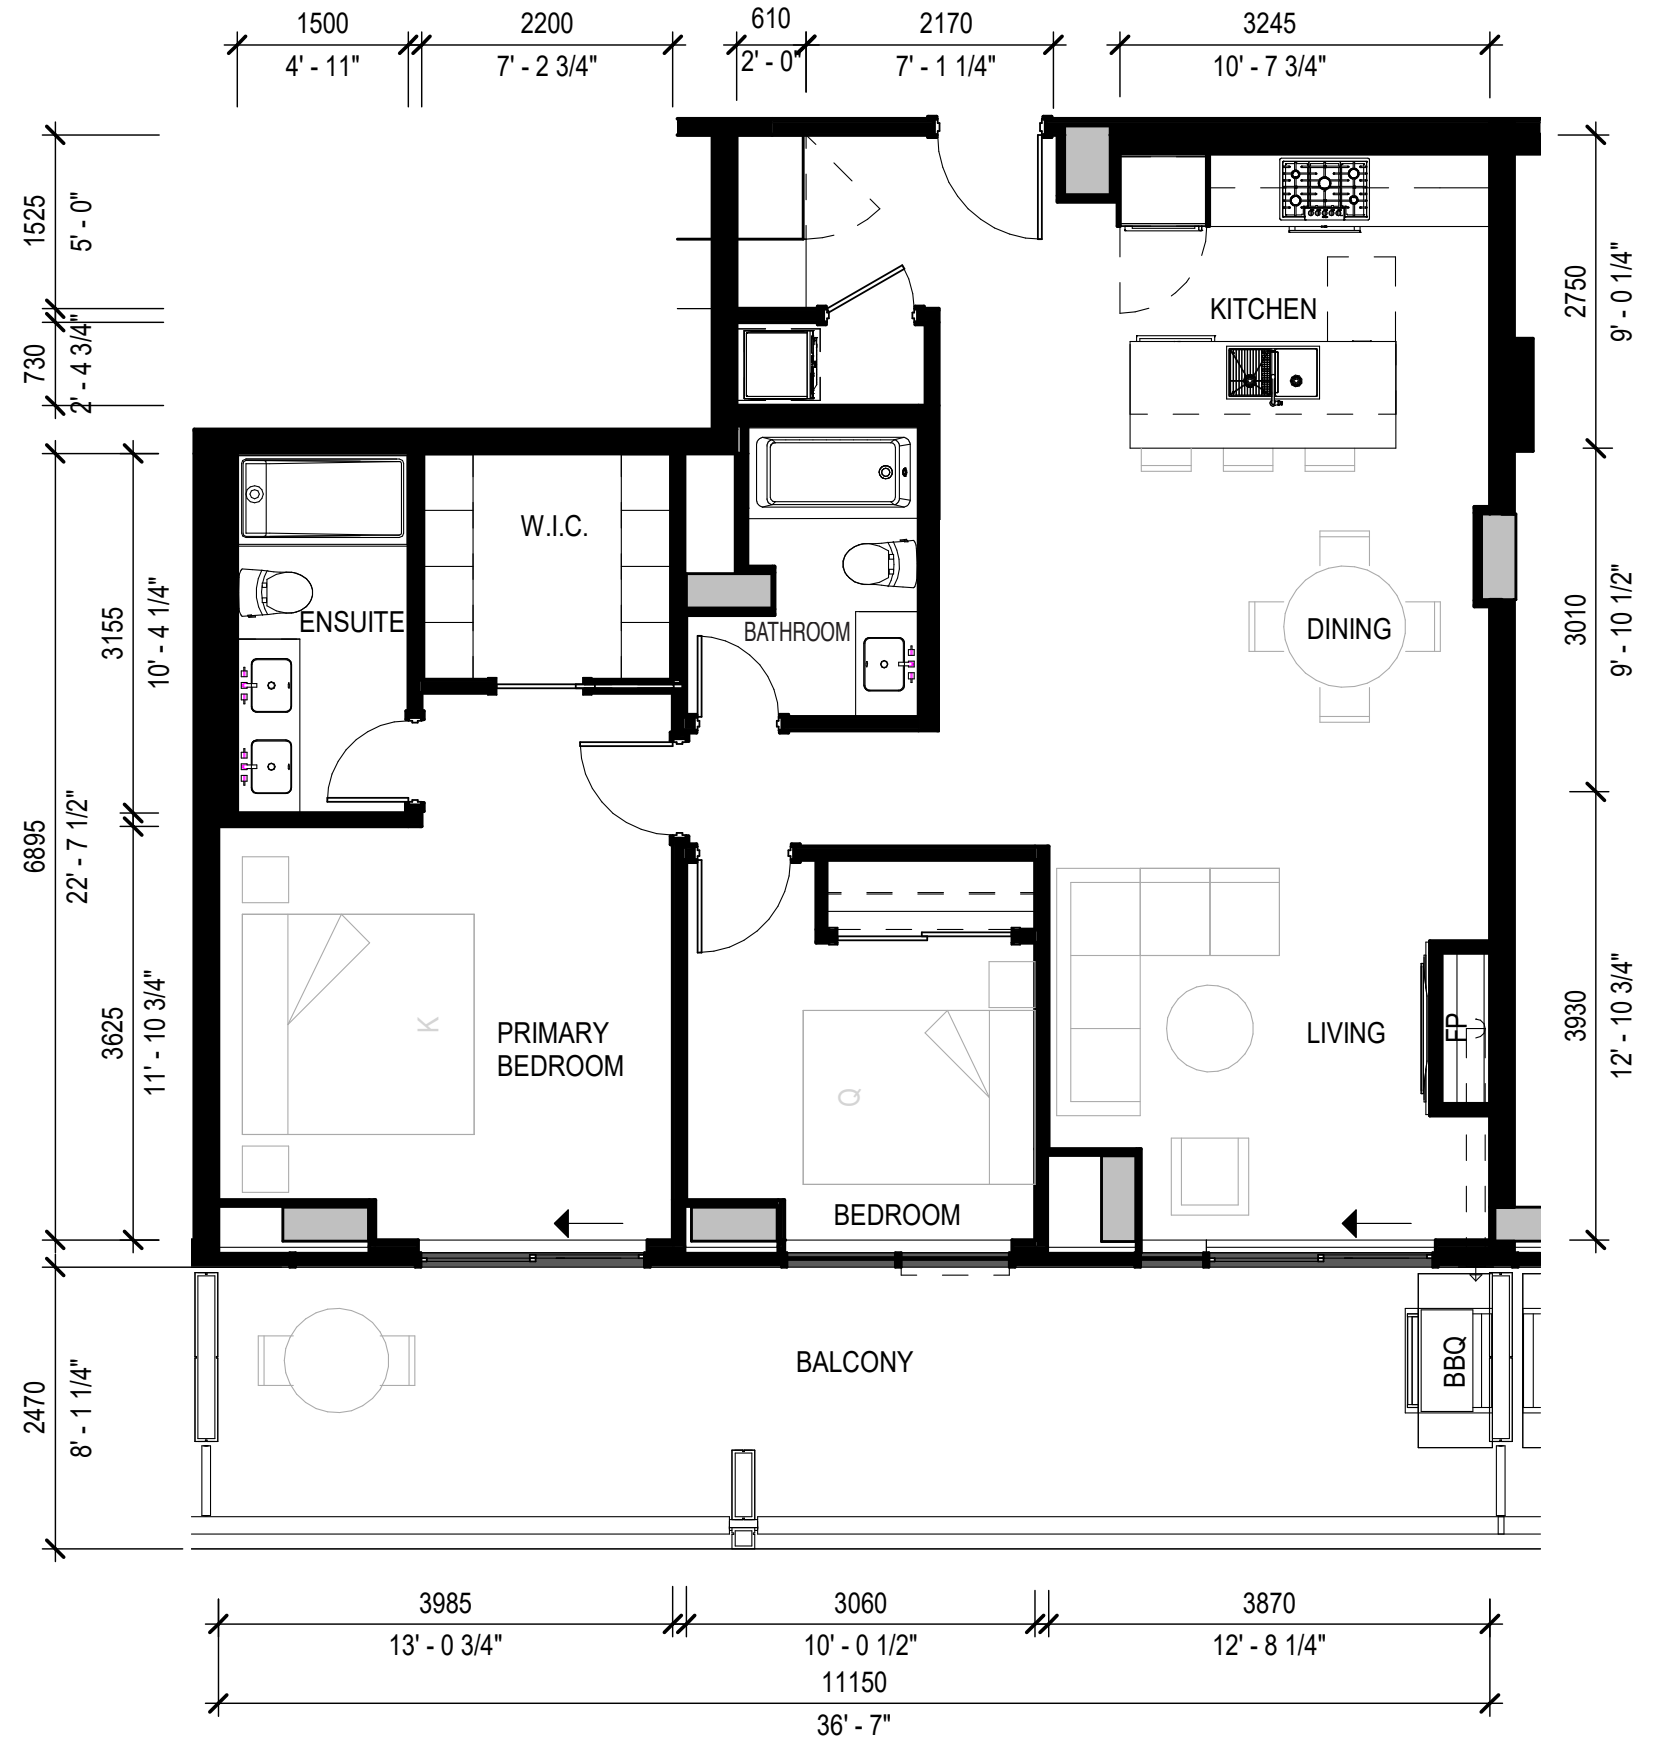 1500
4' - 11"
2200
7' - 2 3/4"
610
2' - 0"
2170
7' - 1 1/4"
3245
10' - 7 3/4"
1525
5' - 0"
730
2' - 4 3/4"
6895
22' - 7 1/2"
3155
10' - 4 1/4"
3625
11' - 10 3/4"
2470
8' - 1 1/4"
2750
9' - 0 1/4"
3010
9' - 10 1/2"
3930
12' - 10 3/4"
KITCHEN
W.I.C.
ENSUITE
BATHROOM
DINING
K
PRIMARY
BEDROOM
Q
BEDROOM
LIVING
FP
BALCONY
BBQ
3985
13' - 0 3/4"
3060
10' - 0 1/2"
3870
12' - 8 1/4"
11150
36' - 7"